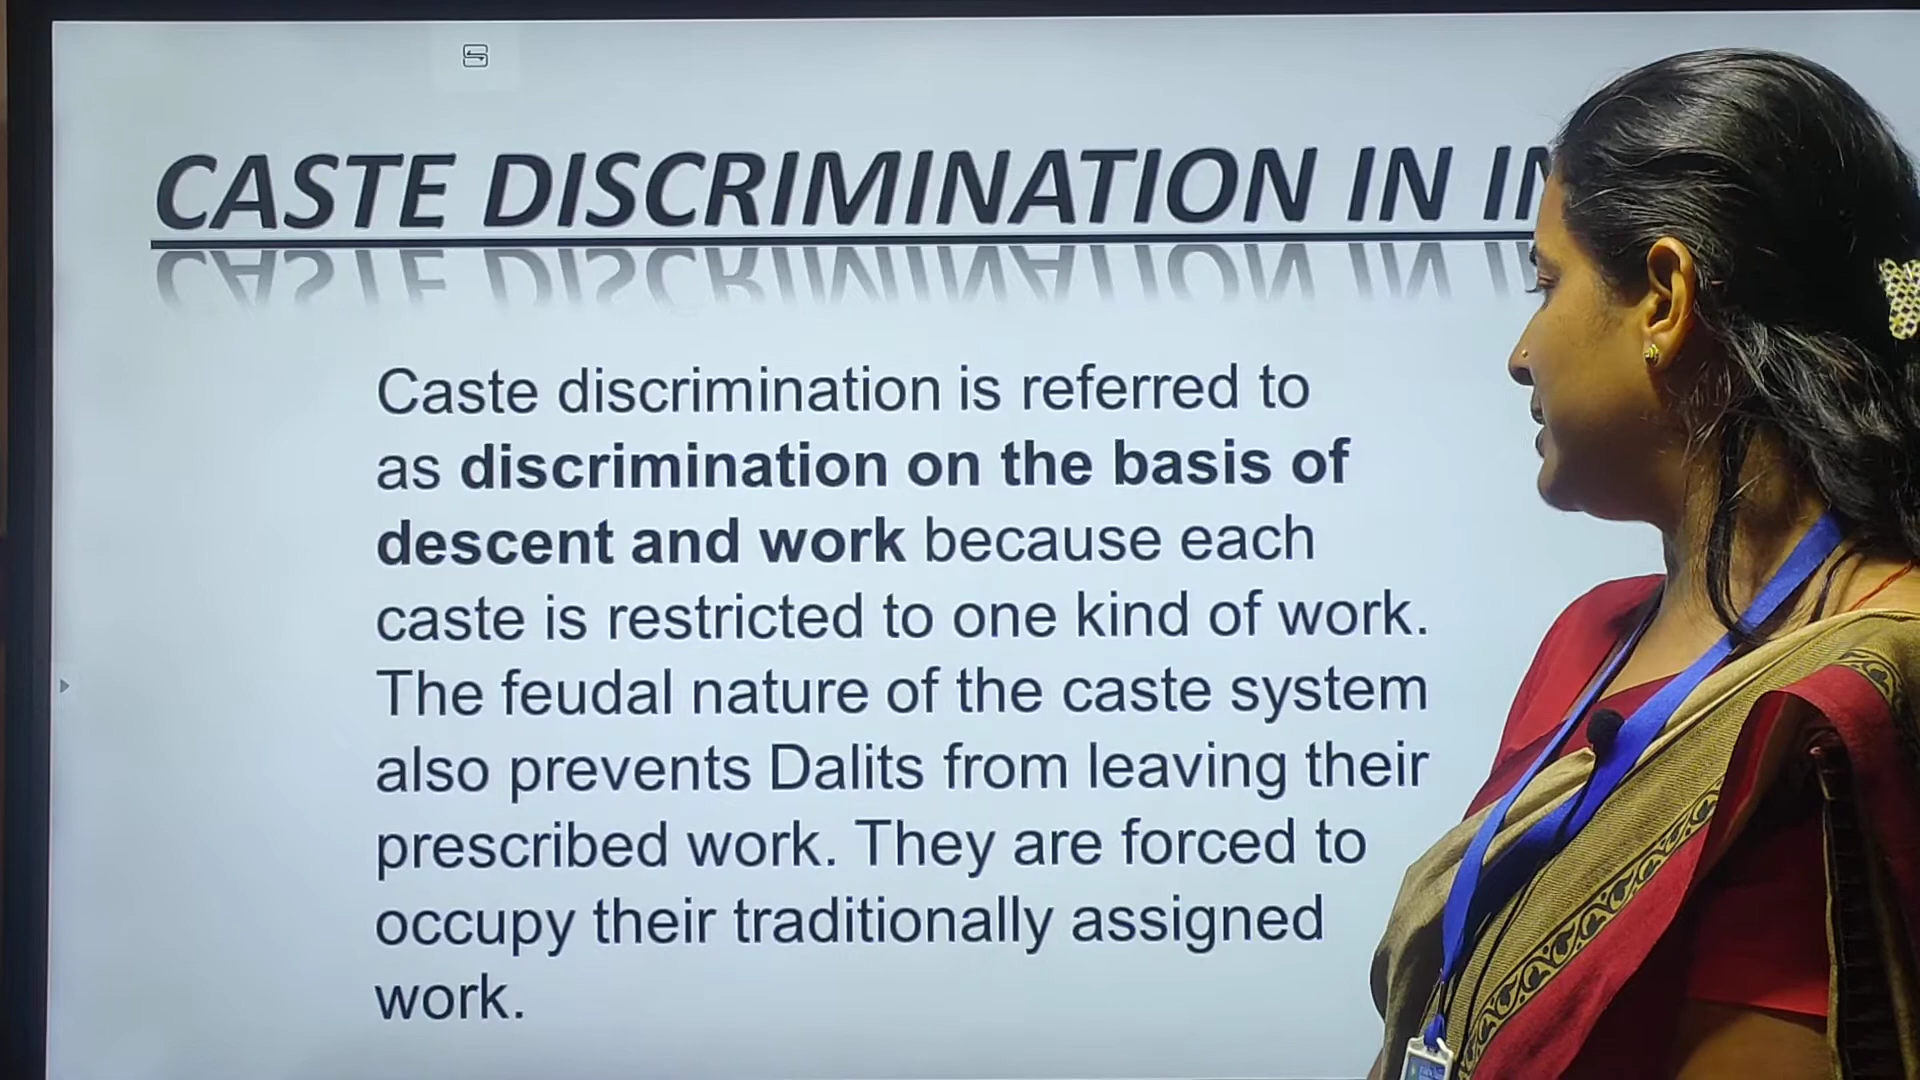 CASTE DISCRIMINATION IN
Caste discrimination is referred to
as discrimination on the basis of
descent and work because each
caste is restricted to one kind of work.
The feudal nature of the caste system
also prevents Dalits from leaving their
prescribed work. They are forced to
occupy their traditionally assigned
work.